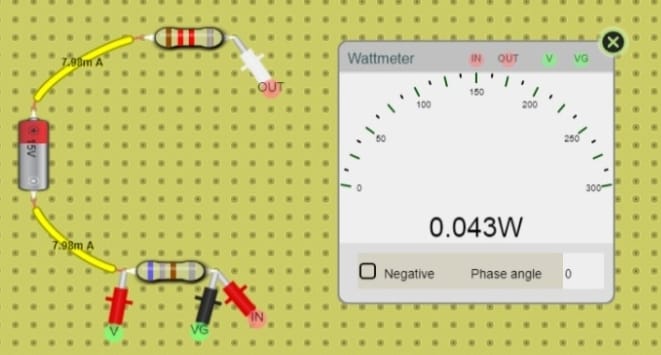 7.98m A
OUT
15V
7.98m A
V
VG
IN
Wattmeter IN OUT V VG
0 50 100 150 200 250 300
0.043W
Negative Phase angle 0